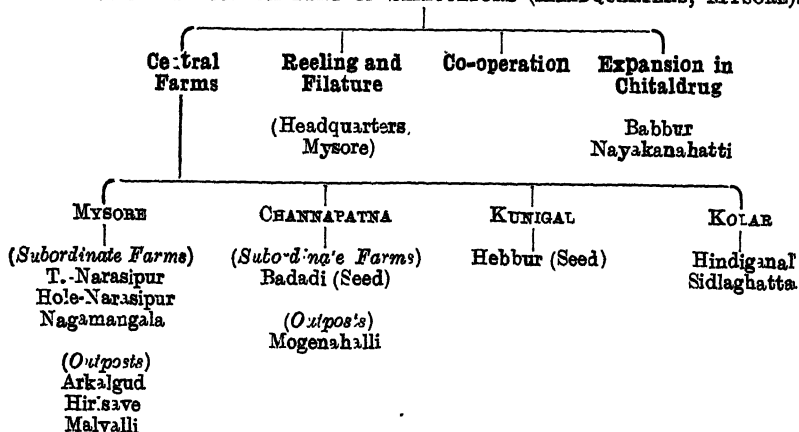 Central Farms
Reeling and Filature
(Headquarters, Mysore)
Co-operation
Expansion in Chitaldrug
Babbur
Nayakanahatti
MYSORE
(Subordinate Farms)
T.-Narasipur
Hole-Narasipur
Nagamangala
(Outposts)
Arkalgud
Hirisave
Malvalli
CHANNAPATNA
(Subordinate Farms)
Badadi (Seed)
(Outposts)
Mogenahalli
KUNIGAL
Hebbur (Seed)
KOLAR
Hindiganal
Sidlaghatta